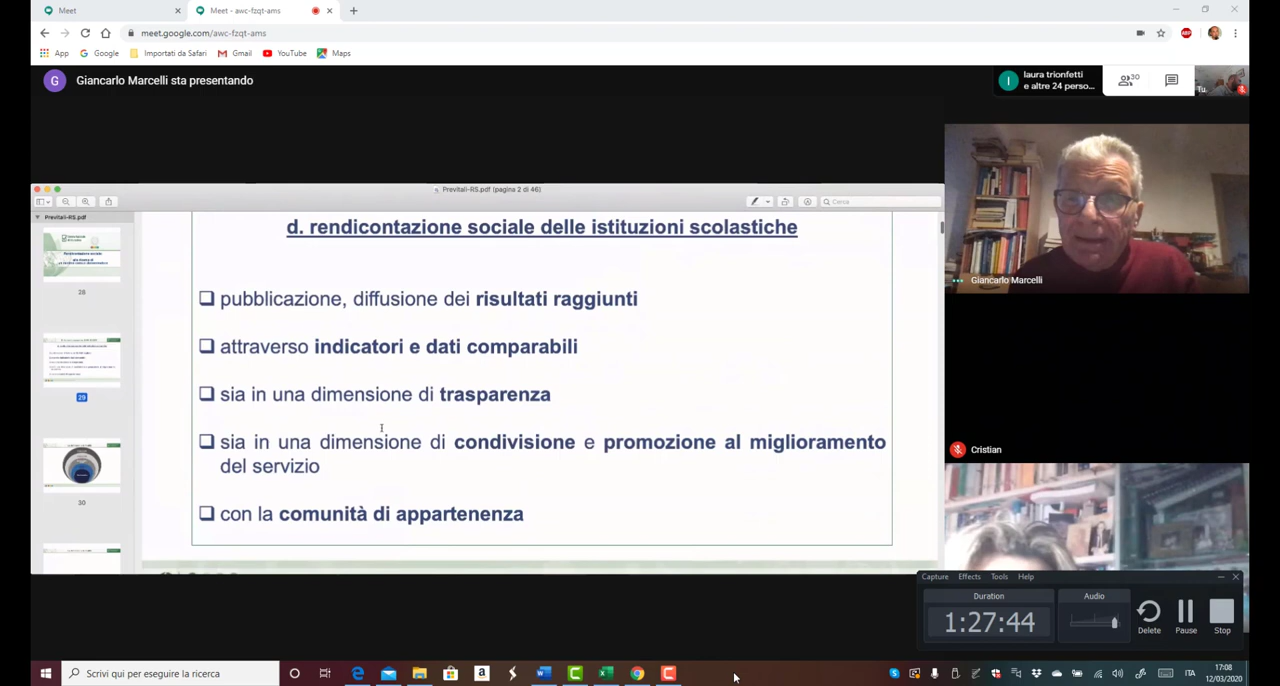 Meet
Meet - awc-fzqt-ams
meet.google.com/awc-fzqt-ams
App
Google
Importati da Safari
Gmail
YouTube
Maps
G
Giancarlo Marcelli sta presentando
laura trionfetti
e altre 24 perso...
30
Tu
Previtali-RS.pdf (pagina 2 di 46)
Cerca
Previtali-RS.pdf
28
29
30
d. rendicontazione sociale delle istituzioni scolastiche
pubblicazione, diffusione dei risultati raggiunti
attraverso indicatori e dati comparabili
sia in una dimensione di trasparenza
sia in una dimensione di condivisione e promozione al miglioramento
del servizio
con la comunità di appartenenza
Giancarlo Marcelli
Cristian
Capture Effects Tools Help
Duration
Audio
1:27:44
Delete
Pause
Stop
Scrivi qui per eseguire la ricerca
ITA
17:08
12/03/2020